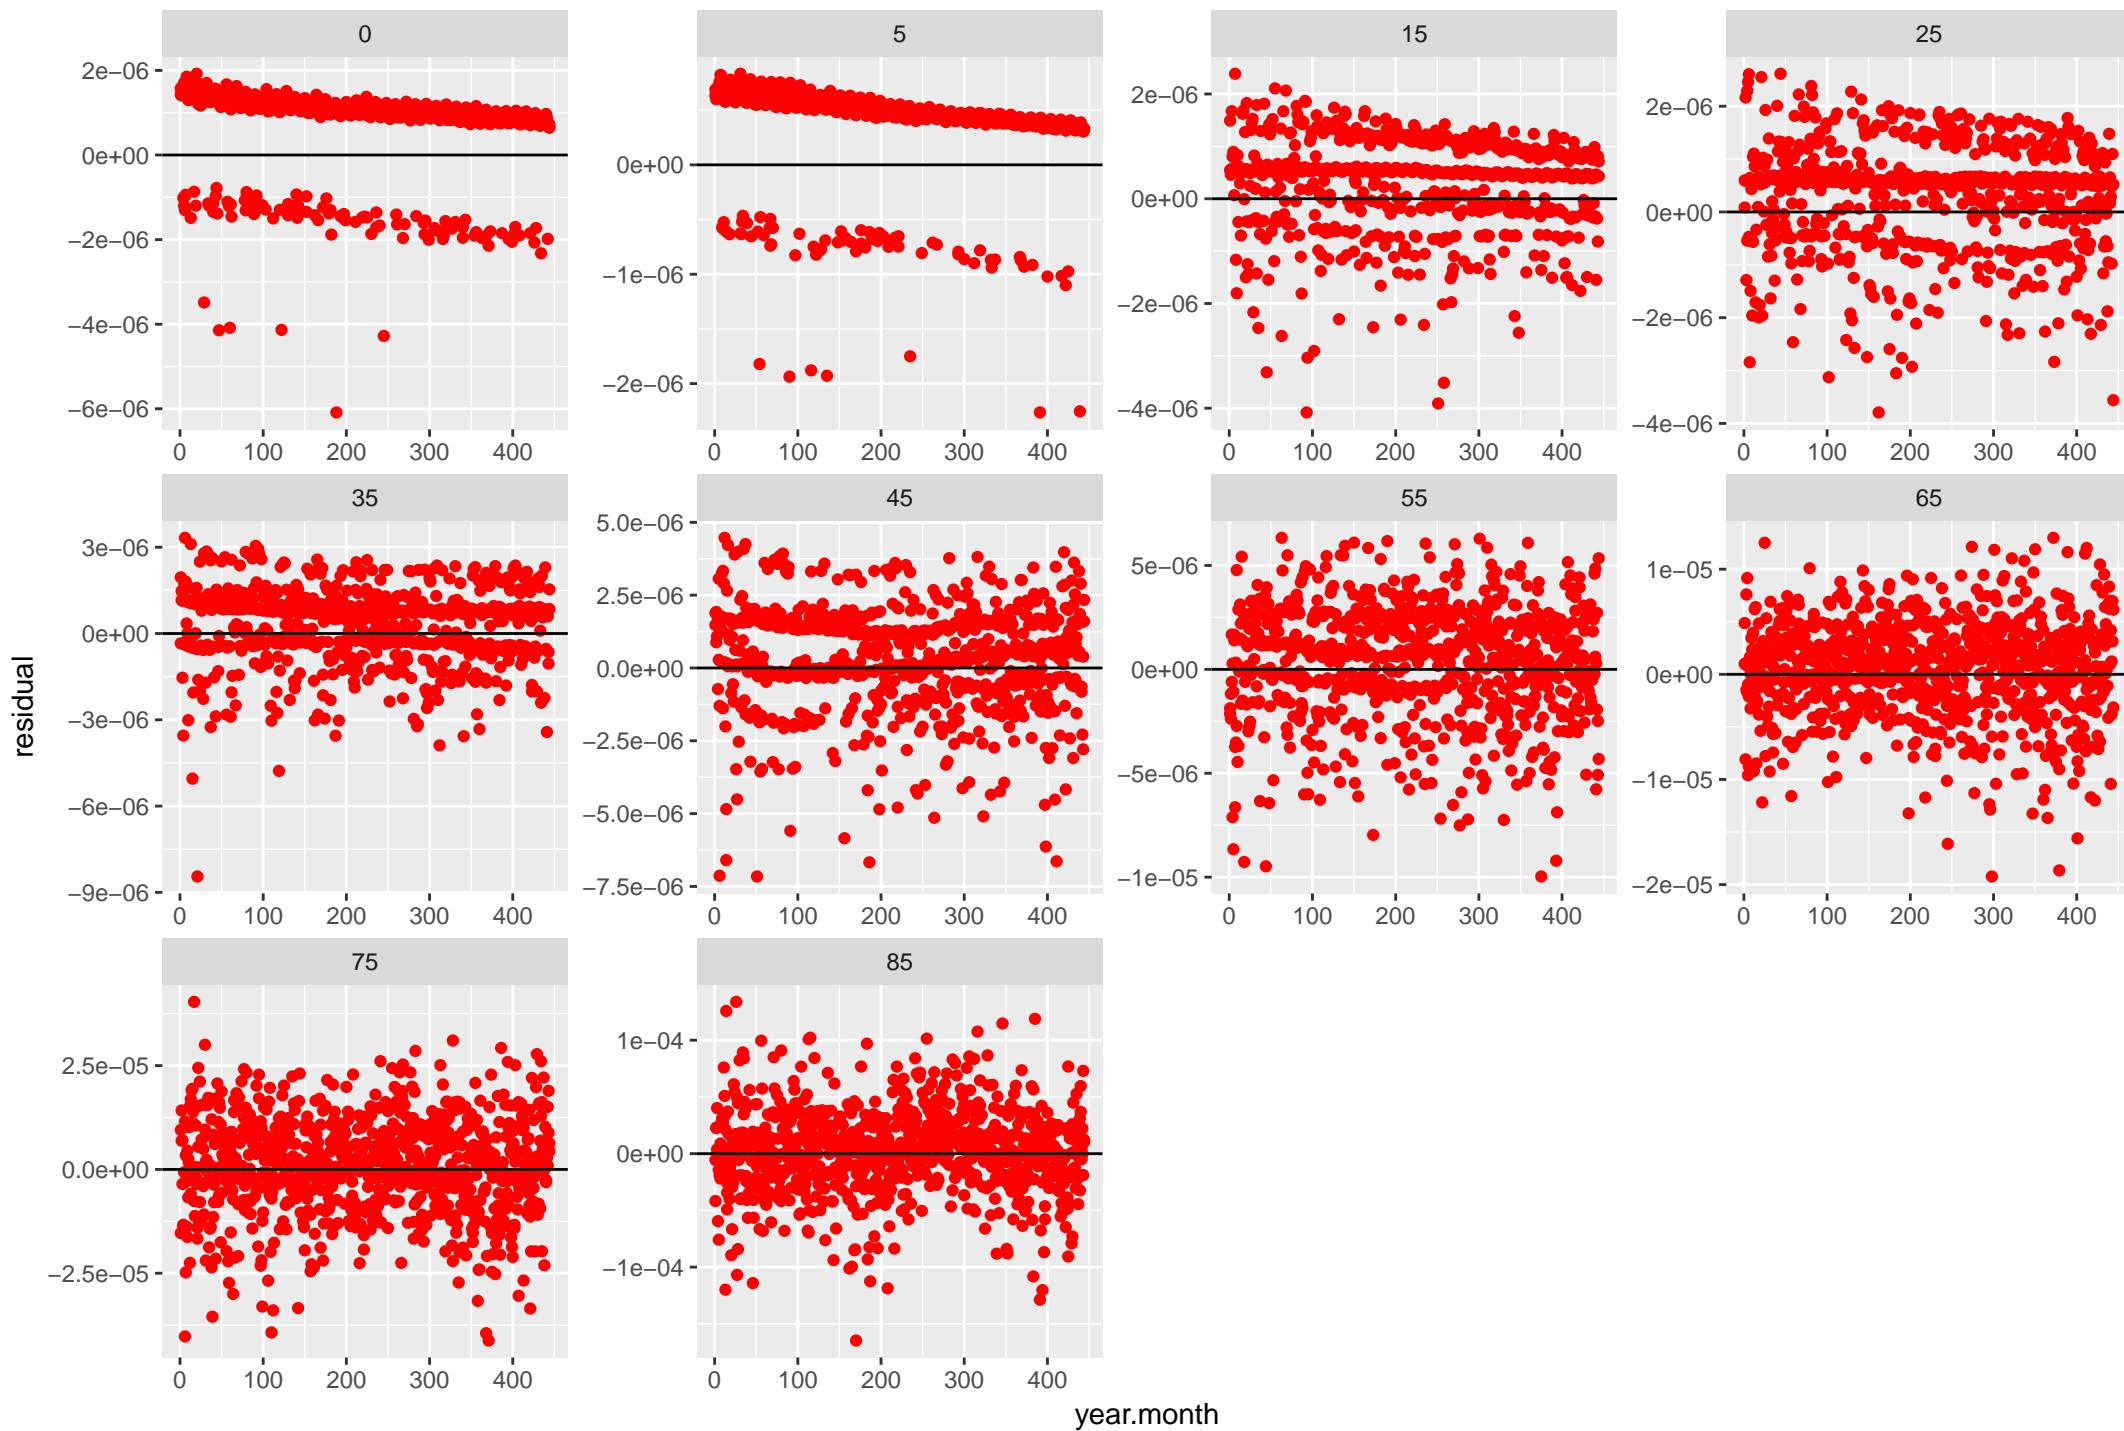 0 5 15 25
2e−06
0e+00
−2e−06
−4e−06
−6e−06
0 100 200 300 400
0e+00
−1e−06
−2e−06
0 100 200 300 400
2e−06
0e+00
−2e−06
−4e−06
0 100 200 300 400
2e−06
0e+00
−2e−06
−4e−06
0 100 200 300 400
35 45 55 65
3e−06
0e+00
−3e−06
−6e−06
−9e−06
0 100 200 300 400
5.0e−06
2.5e−06
0.0e+00
−2.5e−06
−5.0e−06
−7.5e−06
0 100 200 300 400
5e−06
0e+00
−5e−06
−1e−05
0 100 200 300 400
1e−05
0e+00
−1e−05
−2e−05
0 100 200 300 400
75 85
2.5e−05
0.0e+00
−2.5e−05
0 100 200 300 400
1e−04
0e+00
−1e−04
0 100 200 300 400
residual
year.month